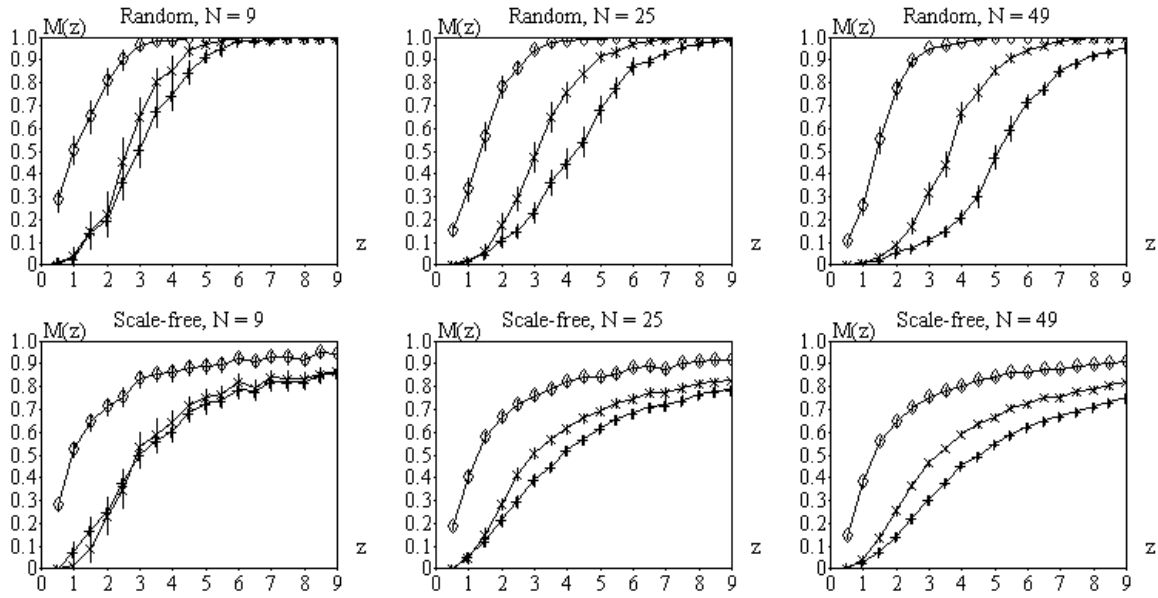 Random, N = 9
M(z)
1.0
0.9
0.8
0.7
0.6
0.5
0.4
0.3
0.2
0.1
0
z
0 1 2 3 4 5 6 7 8 9
Random, N = 25
M(z)
1.0
0.9
0.8
0.7
0.6
0.5
0.4
0.3
0.2
0.1
0
z
0 1 2 3 4 5 6 7 8 9
Random, N = 49
M(z)
1.0
0.9
0.8
0.7
0.6
0.5
0.4
0.3
0.2
0.1
0
z
0 1 2 3 4 5 6 7 8 9
Scale-free, N = 9
M(z)
1.0
0.9
0.8
0.7
0.6
0.5
0.4
0.3
0.2
0.1
0
z
0 1 2 3 4 5 6 7 8 9
Scale-free, N = 25
M(z)
1.0
0.9
0.8
0.7
0.6
0.5
0.4
0.3
0.2
0.1
0
z
0 1 2 3 4 5 6 7 8 9
Scale-free, N = 49
M(z)
1.0
0.9
0.8
0.7
0.6
0.5
0.4
0.3
0.2
0.1
0
z
0 1 2 3 4 5 6 7 8 9